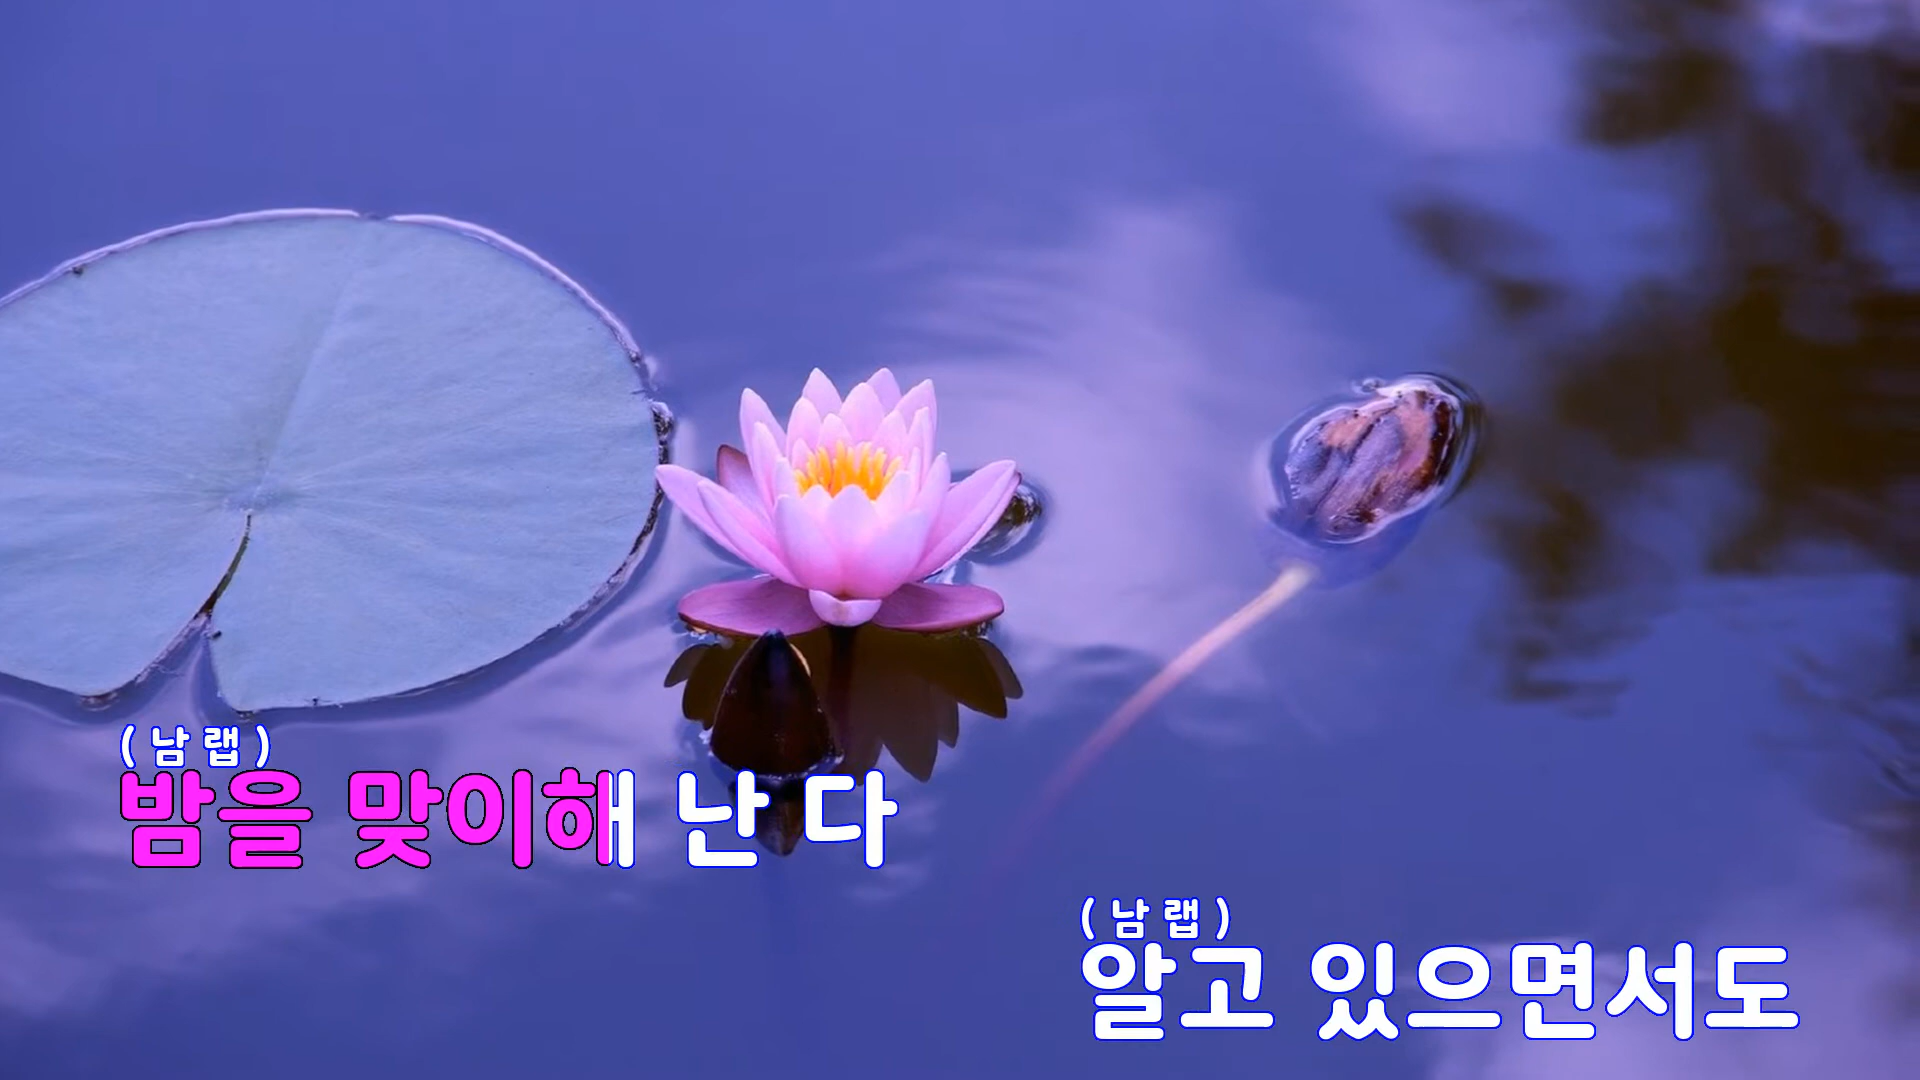 (남랩)
밤을 맞이해 난 다
(남랩)
알고 있으면서도